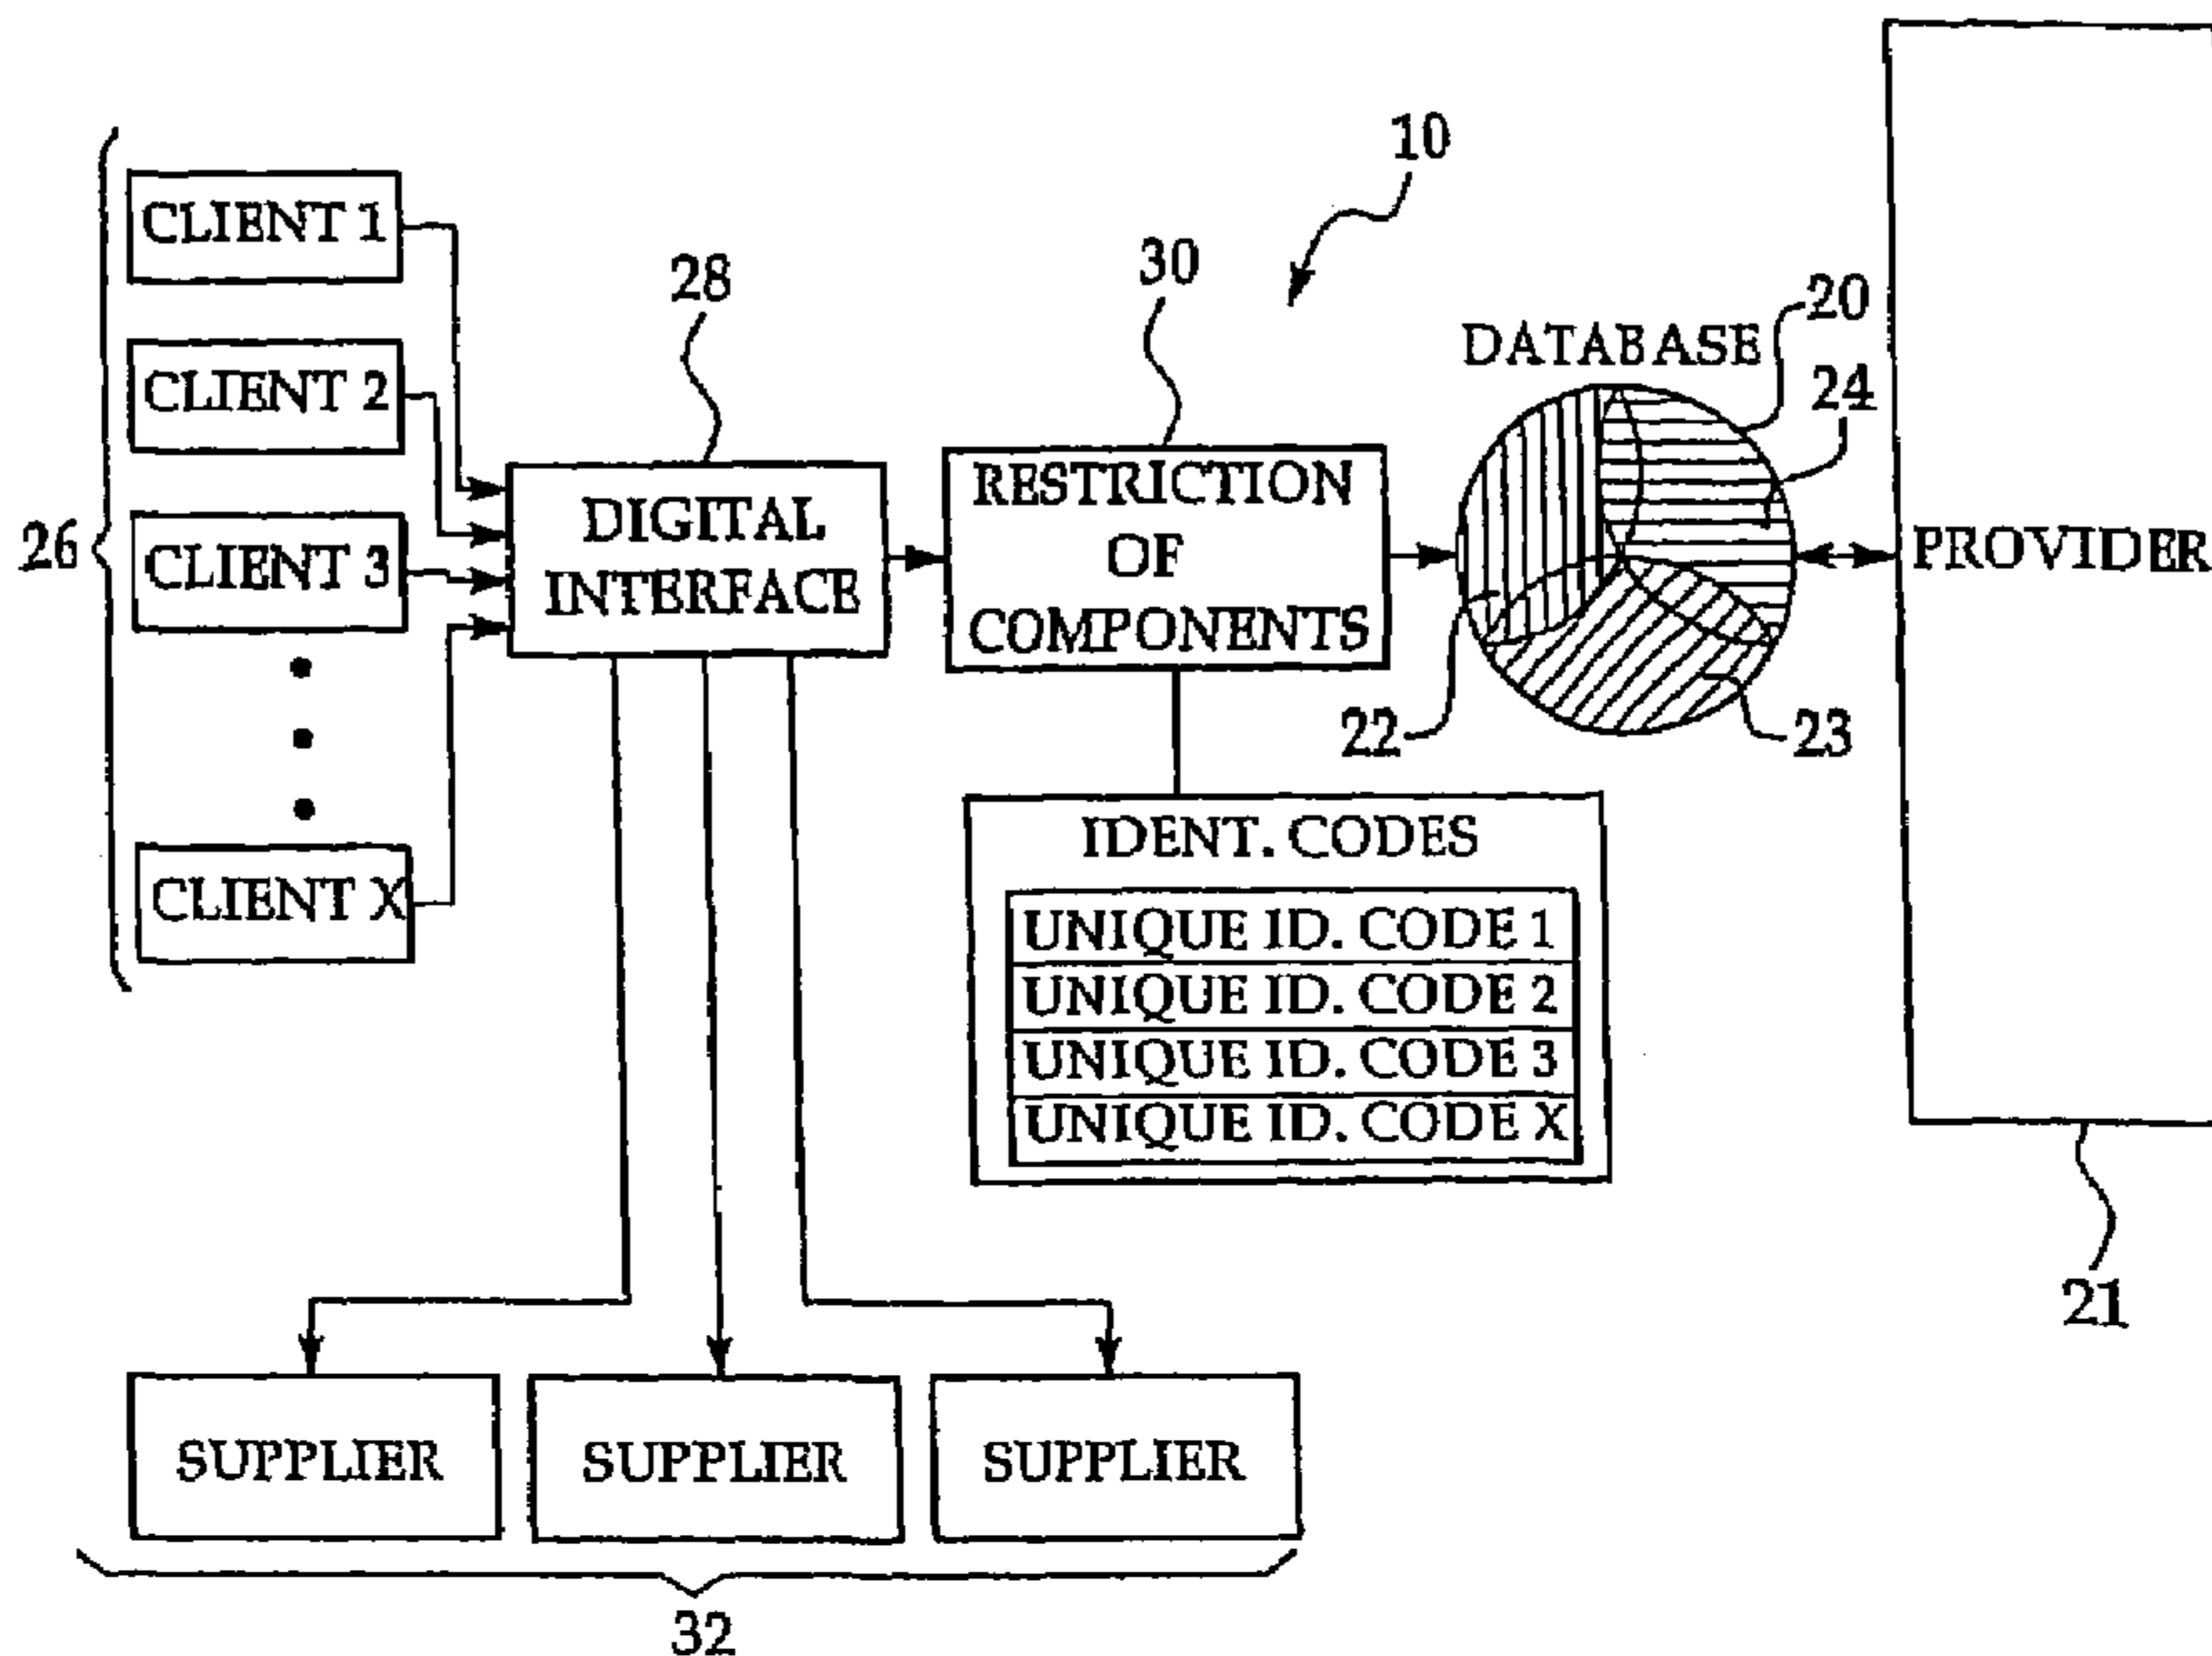 10
CLIENT 1
28
30
20
DATABASE
24
CLIENT 2
26
CLIENT 3
DIGITAL
INTERFACE
RESTRICTION
OF
COMPONENTS
PROVIDER
22
23
CLIENT X
IDENT. CODES
UNIQUE ID. CODE 1
UNIQUE ID. CODE 2
UNIQUE ID. CODE 3
UNIQUE ID. CODE X
21
SUPPLIER
SUPPLIER
SUPPLIER
32